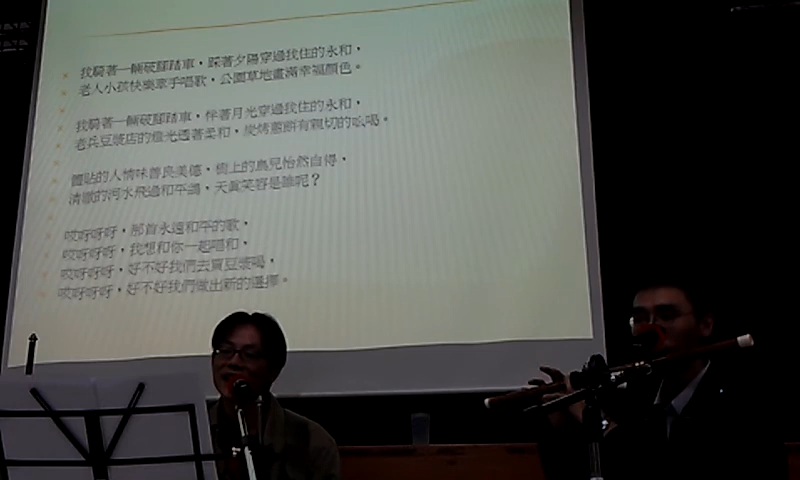 我騎著一輛破腳踏車，踩著夕陽穿過我住的永和，
老人小孩快樂牽手唱歌，公園草地畫滿幸福顏色。
我騎著一輛破腳踏車，伴著月光穿過我住的永和，
老兵豆漿店的燈光透著柔和，炭烤煎餅有親切的吆喝。
體貼的人情味善良美德，樹上的鳥兒怡然自得，
清澈的河水飛過和平鴿，天真笑容是誰呢？
哎呀呀呀，那首永遠和平的歌，
哎呀呀呀，我想和你一起唱和，
哎呀呀呀，好不好我們去買豆漿喝，
哎呀呀呀，好不好我們做出新的選擇。